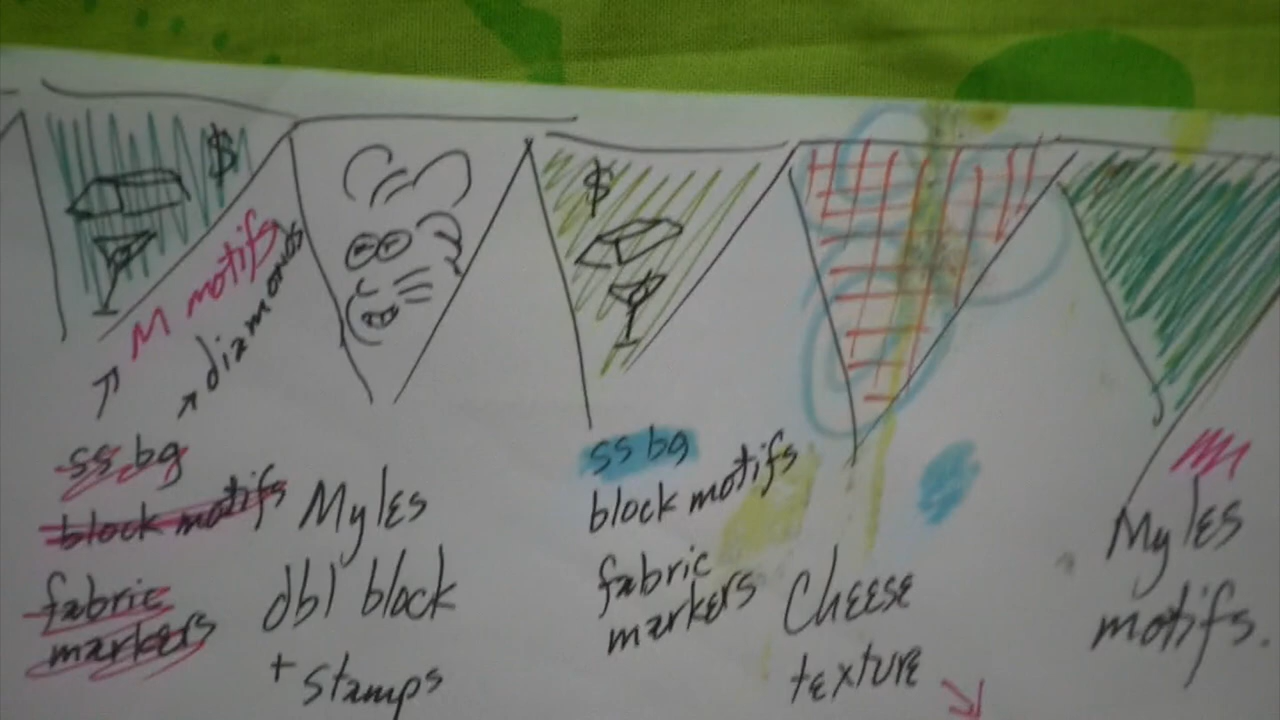 $
$
M motifs
diamonds
ss bg
block motifs
fabric
markers
Myles
dbl block
+ stamps
ss bg
block motifs
fabric
markers
Cheese
texture
Myles
motifs.